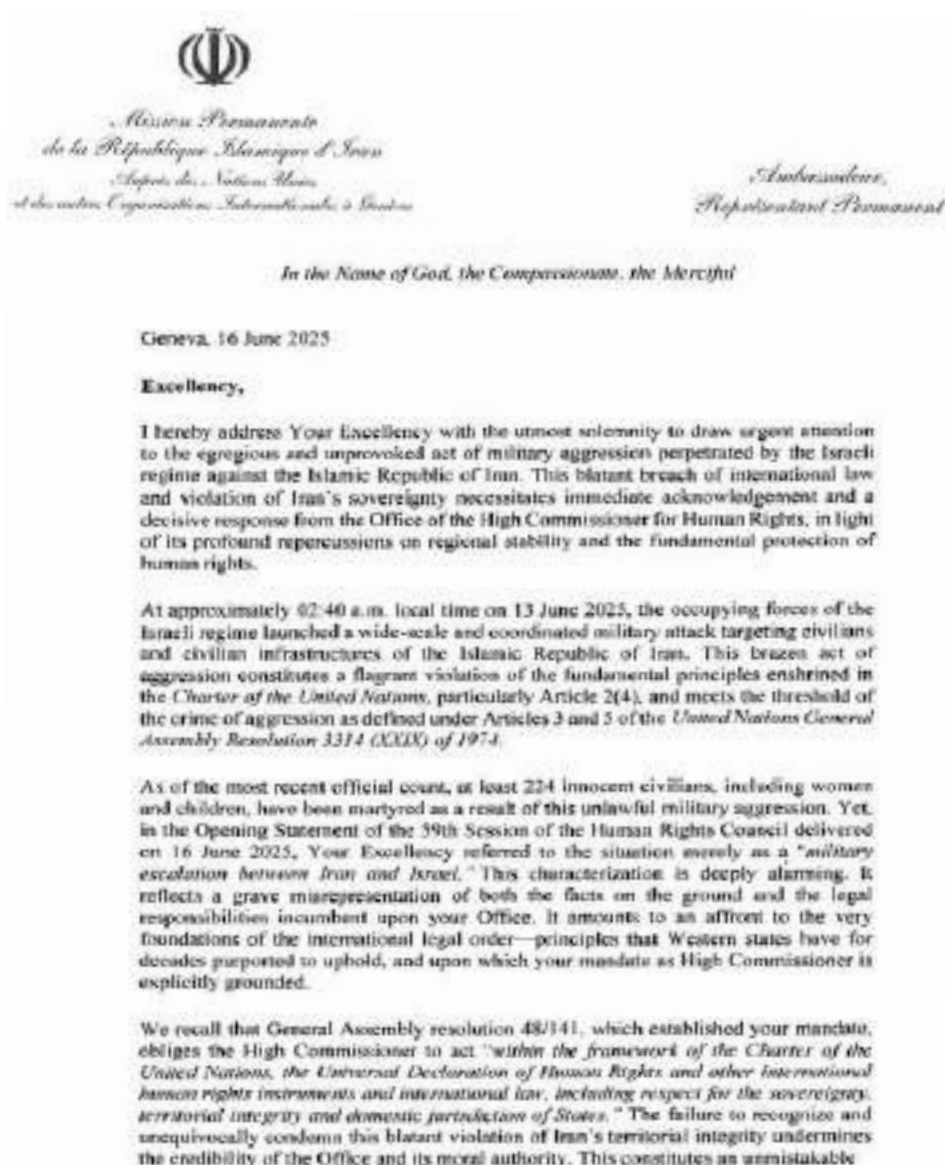 Mission Permanente
de la République Islamique d'Iran
Auprès des Nations Unies
et des autres Organisations Internationales à Genève
Ambassadeur,
Représentant Permanent
In the Name of God, the Compassionate, the Merciful
Geneva, 16 June 2025
Excellency,
I hereby address Your Excellency with the utmost solemnity to draw urgent attention
to the egregious and unprovoked act of military aggression perpetrated by the Israeli
regime against the Islamic Republic of Iran. This blatant breach of international law
and violation of Iran's sovereignty necessitates immediate acknowledgement and a
decisive response from the Office of the High Commissioner for Human Rights, in light
of its profound repercussions on regional stability and the fundamental protection of
human rights.
At approximately 02:40 a.m. local time on 13 June 2025, the occupying forces of the
Israeli regime launched a wide-scale and coordinated military attack targeting civilians
and civilian infrastructures of the Islamic Republic of Iran. This brazen act of
aggression constitutes a flagrant violation of the fundamental principles enshrined in
the Charter of the United Nations, particularly Article 2(4), and meets the threshold of
the crime of aggression as defined under Articles 3 and 5 of the United Nations General
Assembly Resolution 3314 (XXIX) of 1974.
As of the most recent official count, at least 224 innocent civilians, including women
and children, have been martyred as a result of this unlawful military aggression. Yet,
in the Opening Statement of the 59th Session of the Human Rights Council delivered
on 16 June 2025, Your Excellency referred to the situation merely as a "military
escalation between Iran and Israel." This characterization is deeply alarming. It
reflects a grave misrepresentation of both the facts on the ground and the legal
responsibilities incumbent upon your Office. It amounts to an affront to the very
foundations of the international legal order—principles that Western states have for
decades purported to uphold, and upon which your mandate as High Commissioner is
explicitly grounded.
We recall that General Assembly resolution 48/141, which established your mandate,
obliges the High Commissioner to act "within the framework of the Charter of the
United Nations, the Universal Declaration of Human Rights and other international
human rights instruments and international law, including respect for the sovereignty,
territorial integrity and domestic jurisdiction of States." The failure to recognize and
unequivocally condemn this blatant violation of Iran's territorial integrity undermines
the credibility of the Office and its moral authority. This constitutes an unmistakable